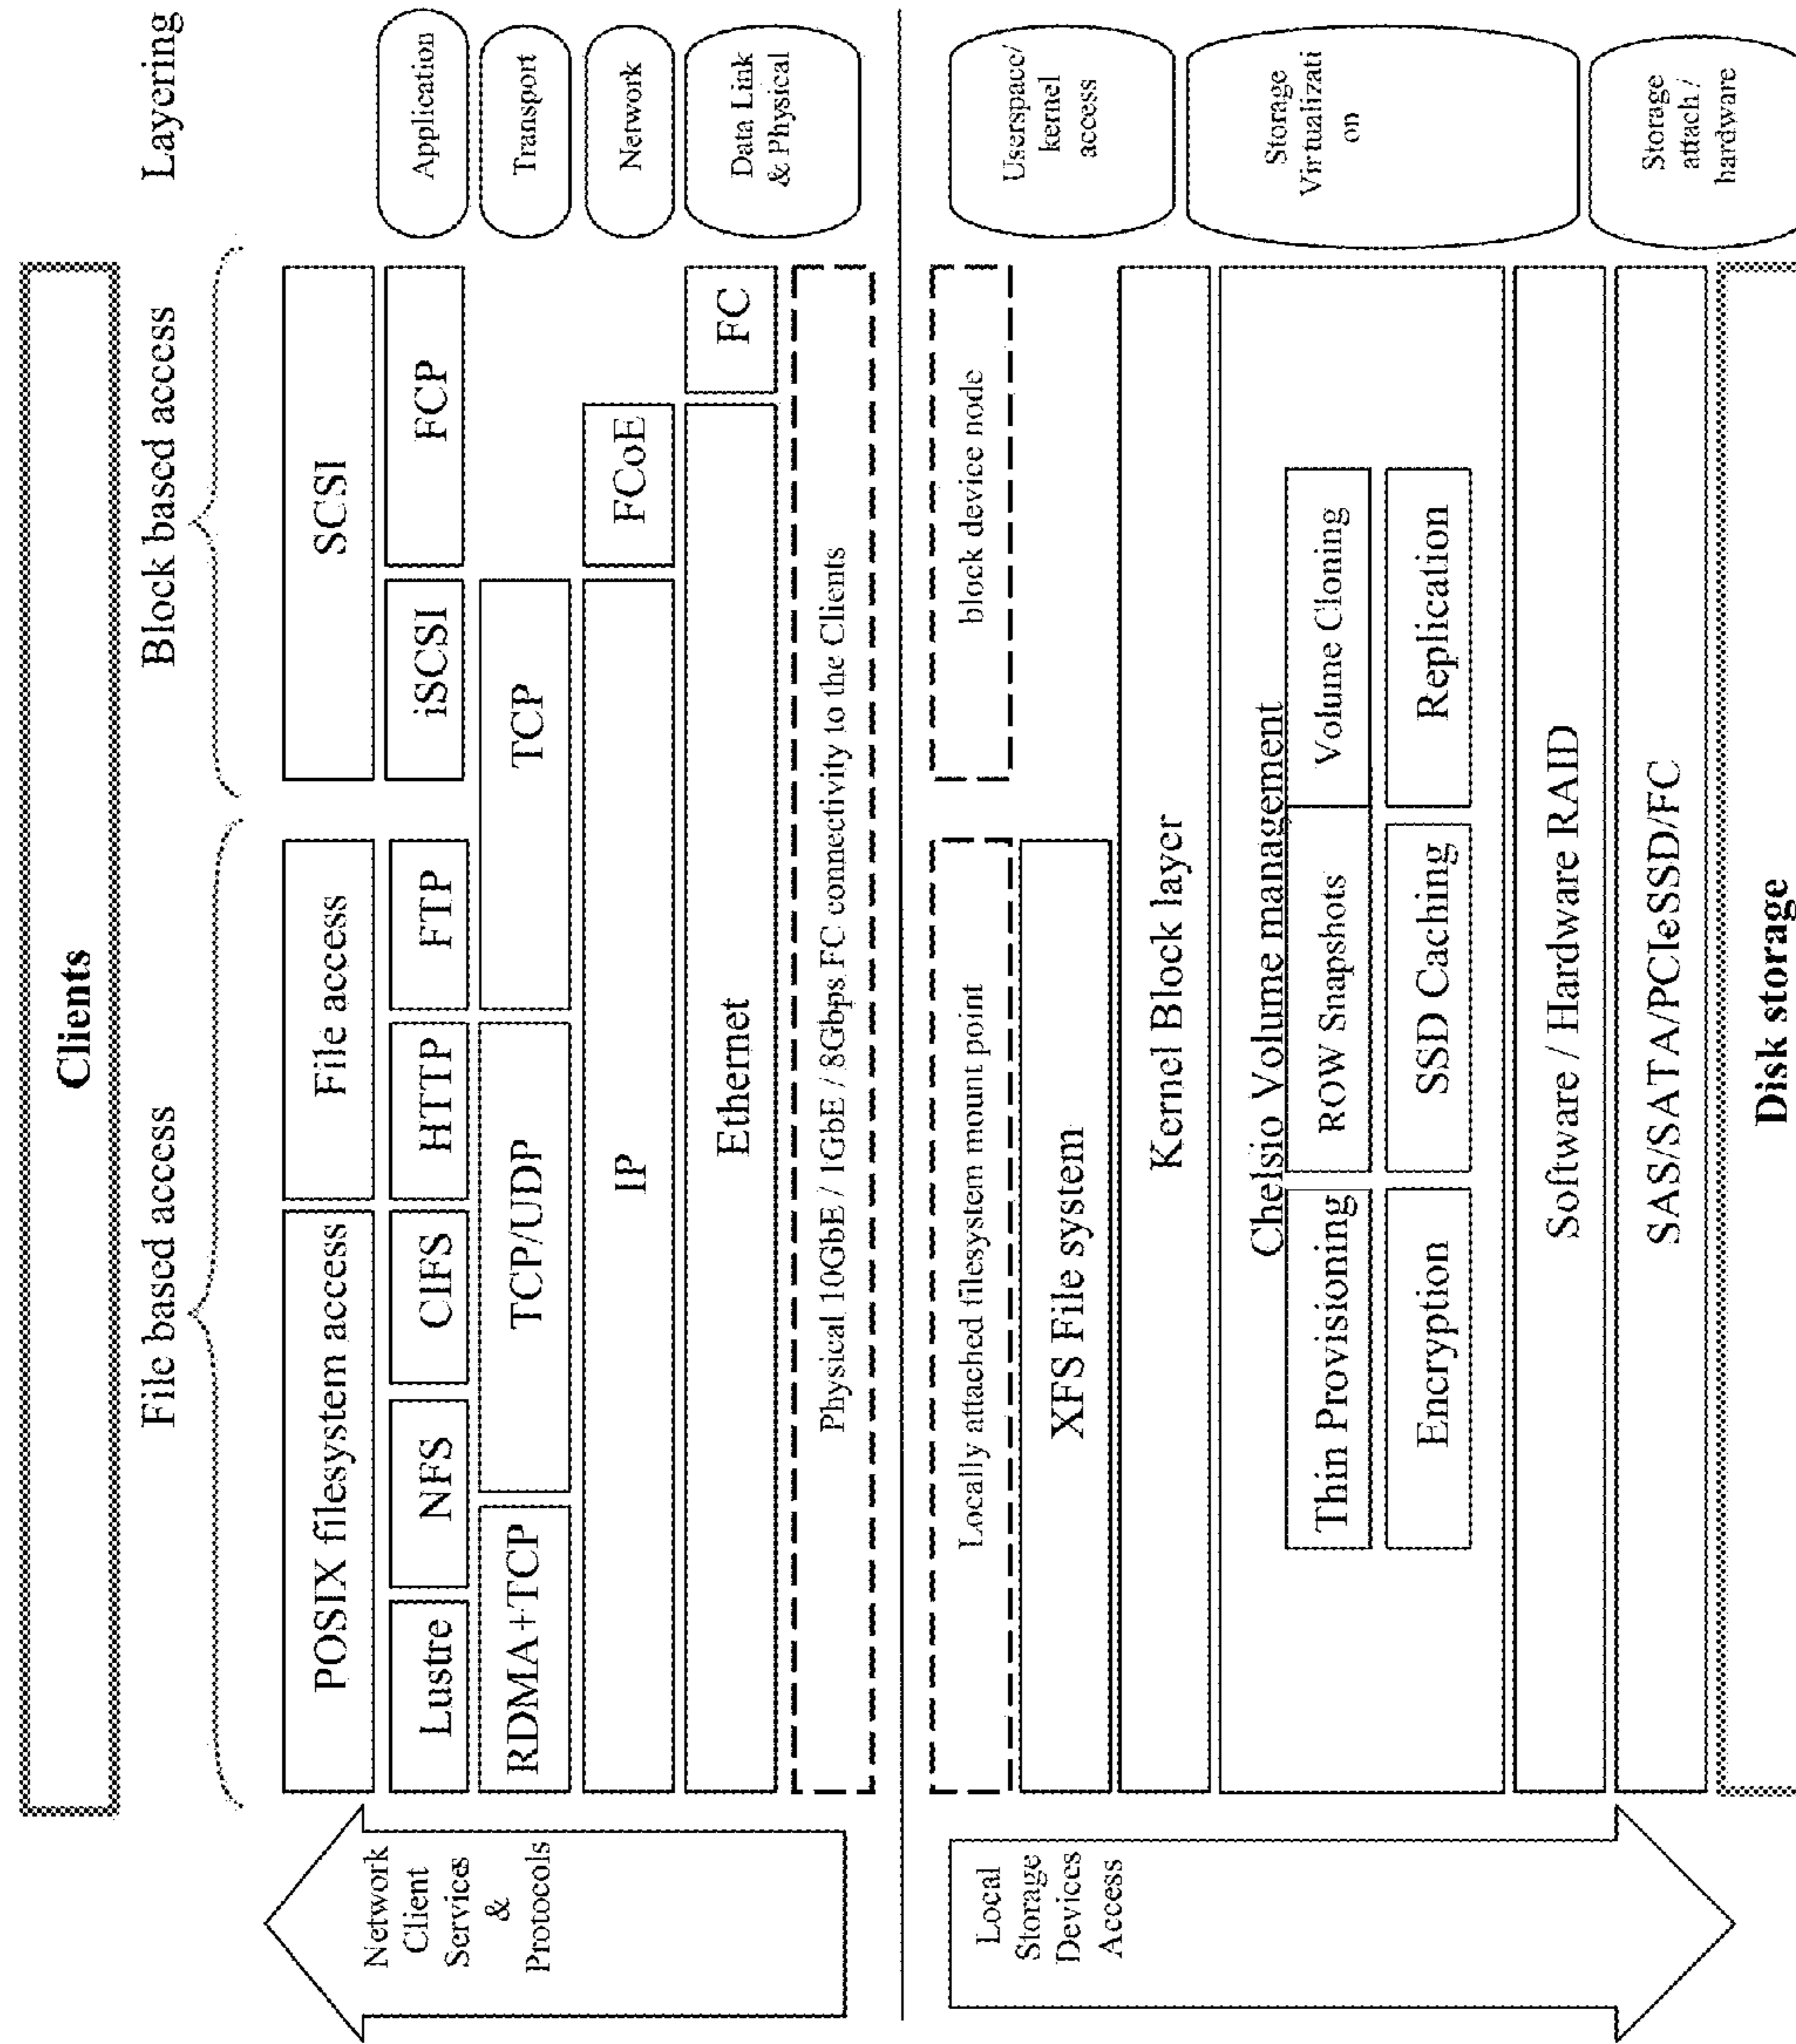 Clients
File based access
Block based access
Layering
POSIX filesystem access
File access
SCSI
Lustre
NFS
CIFS
HTTP
FTP
iSCSI
FCP
Application
RDMA+TCP
TCP/UDP
TCP
Transport
IP
FCoE
Network
Ethernet
FC
Data Link
& Physical
Physical 10GbE / 1GbE / 8Gbps FC connectivity to the Clients
Network
Client
Services
&
Protocols
Locally attached filesystem mount point
block device node
XFS File system
Userspace/
kernel
access
Kernel Block layer
Chelsio Volume management
Thin Provisioning
ROW Snapshots
Volume Cloning
Encryption
SSD Caching
Replication
Storage
Virtualizati
on
Software / Hardware RAID
SAS/SATA/PCIeSSD/FC
Storage
attach /
hardware
Disk storage
Local
Storage
Devices
Access